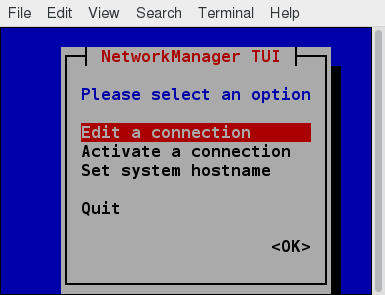 File Edit View Search Terminal Help
NetworkManager TUI
Please select an option
Edit a connection
Activate a connection
Set system hostname
Quit
<OK>